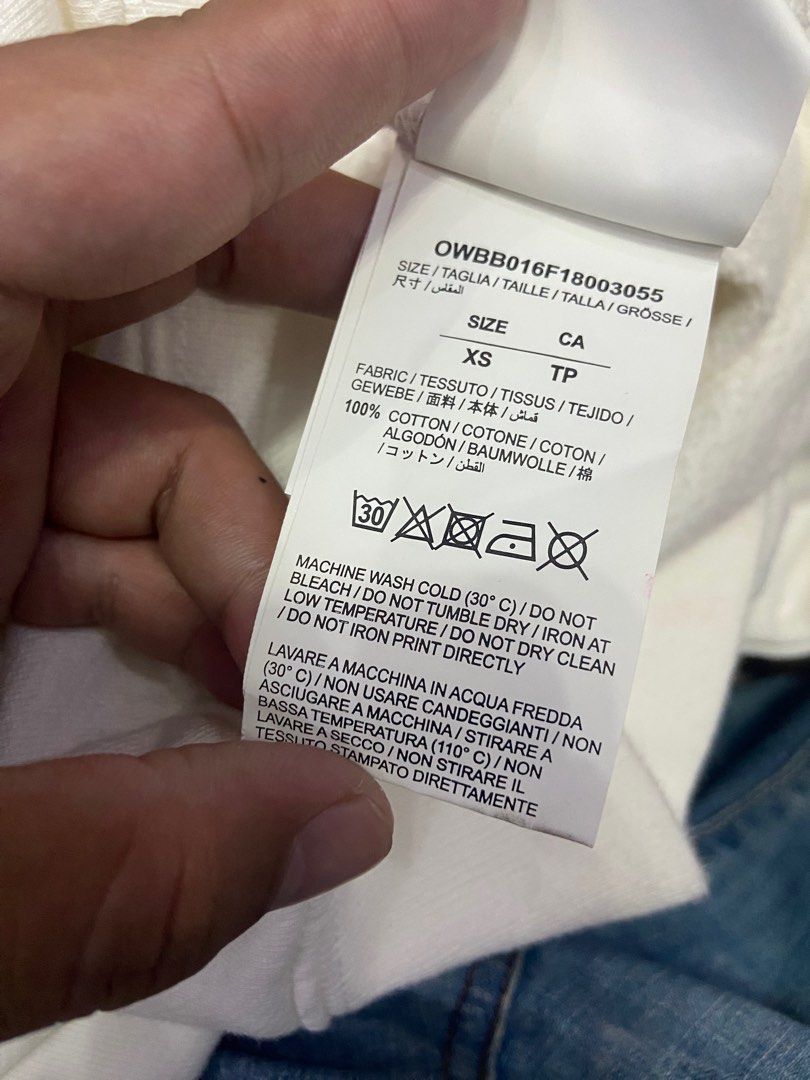 OWBB016F18003055
SIZE / TAGLIA / TAILLE / TALLA / GRÖSSE /
尺寸 / المقاس
SIZE CA
XS TP
FABRIC / TESSUTO / TISSUS / TEJIDO /
GEWEBE / 面料 / 本体 / قماش
100% COTTON / COTONE / COTON /
ALGODÓN / BAUMWOLLE / 棉
/ コットン / القطن
30
MACHINE WASH COLD (30° C) / DO NOT
BLEACH / DO NOT TUMBLE DRY / IRON AT
LOW TEMPERATURE / DO NOT DRY CLEAN
/ DO NOT IRON PRINT DIRECTLY
LAVARE A MACCHINA IN ACQUA FREDDA
(30° C) / NON USARE CANDEGGIANTI / NON
ASCIUGARE A MACCHINA / STIRARE A
BASSA TEMPERATURA (110° C) / NON
LAVARE A SECCO / NON STIRARE IL
TESSUTO STAMPATO DIRETTAMENTE